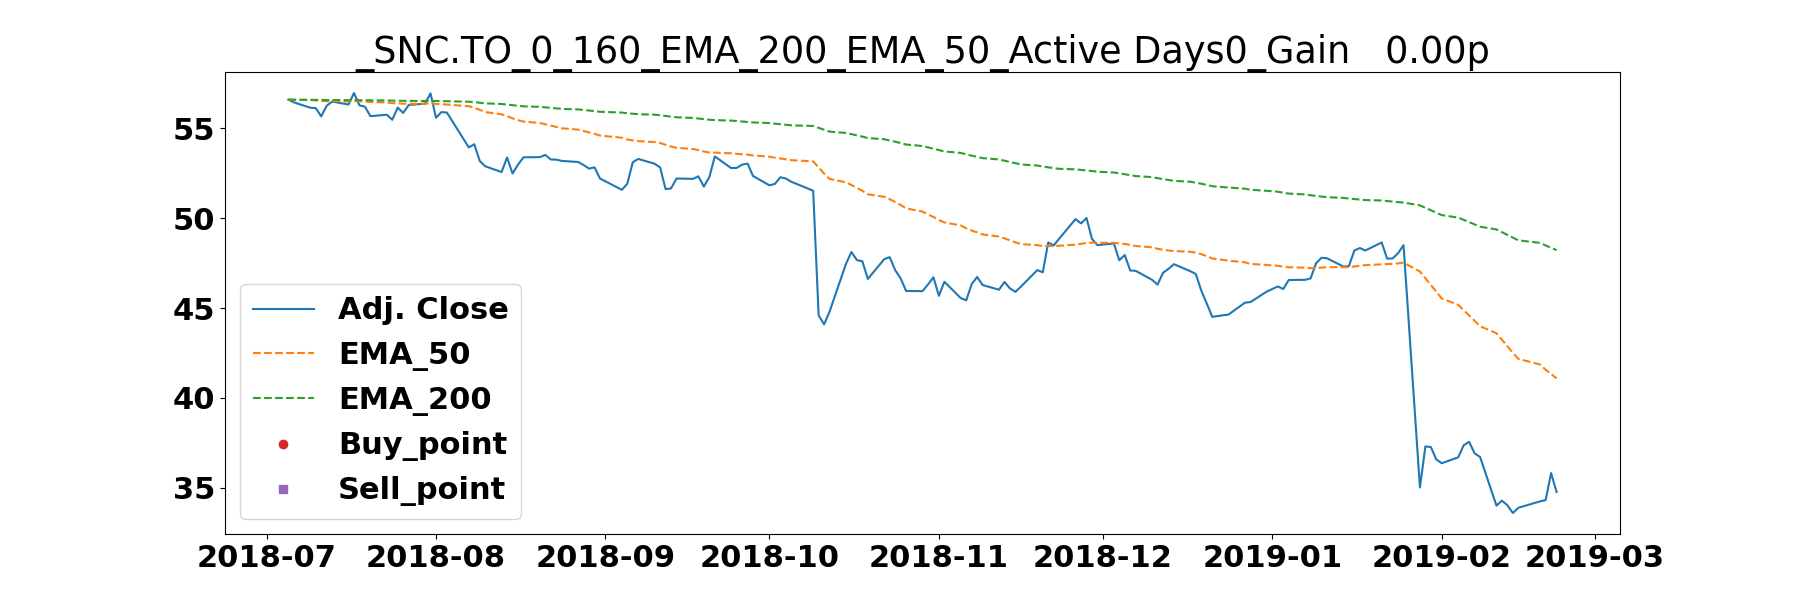 _SNC.TO_0_160_EMA_200_EMA_50_Active Days0_Gain   0.00p
55
50
45
40
35
Adj. Close
EMA_50
EMA_200
Buy_point
Sell_point
2018-07 2018-08 2018-09 2018-10 2018-11 2018-12 2019-01 2019-02 2019-03